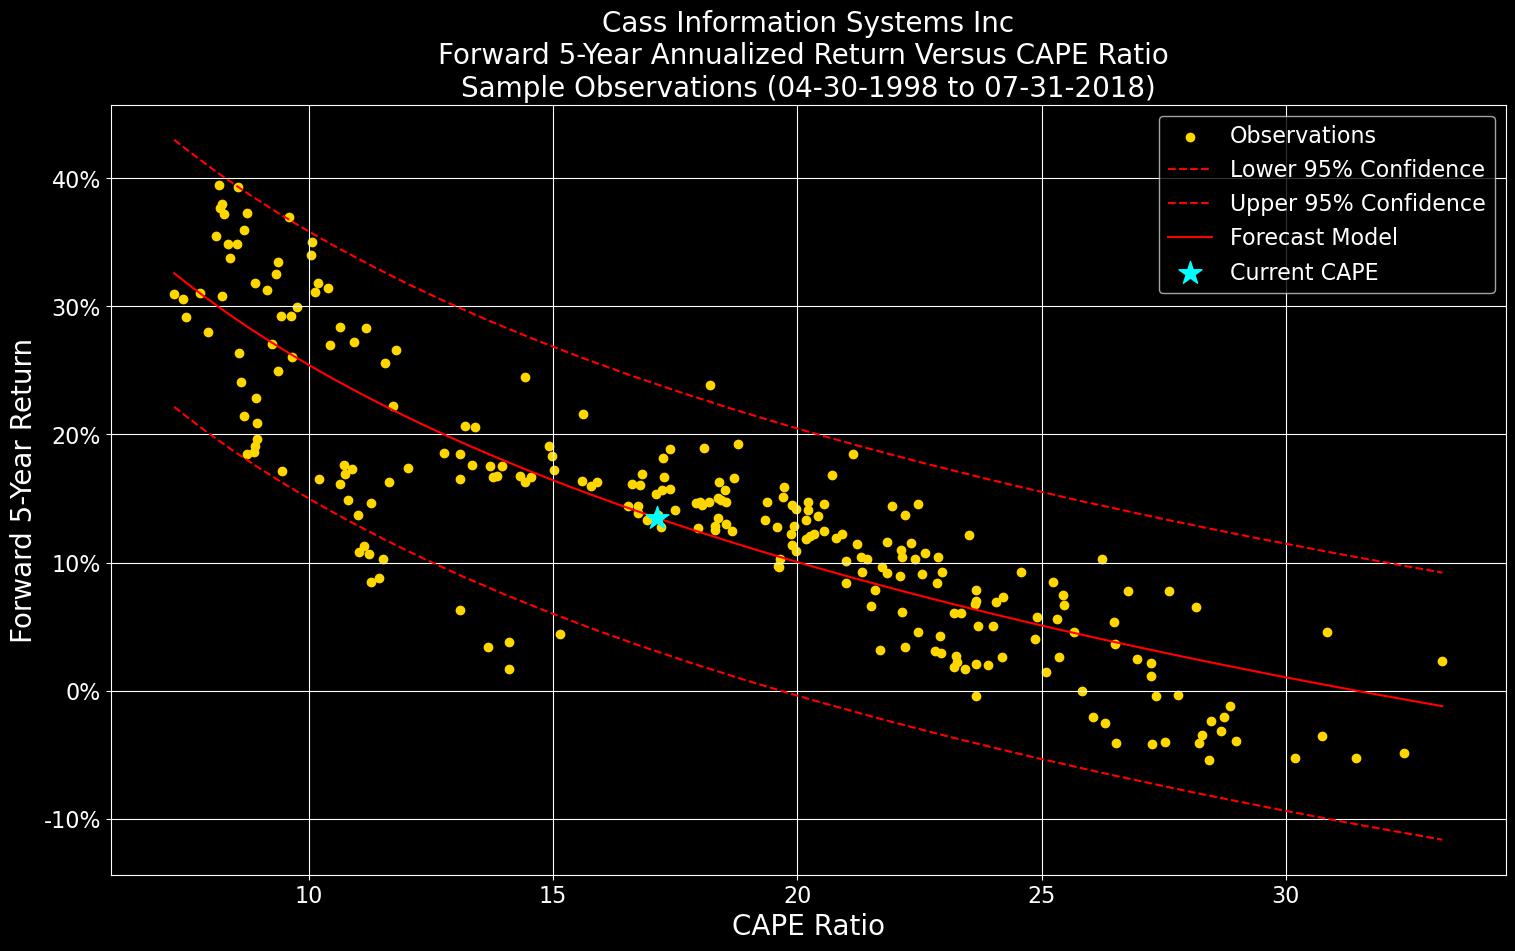 Cass Information Systems Inc
Forward 5-Year Annualized Return Versus CAPE Ratio
Sample Observations (04-30-1998 to 07-31-2018)
Observations
Lower 95% Confidence
Upper 95% Confidence
Forecast Model
Current CAPE
Forward 5-Year Return
40%
30%
20%
10%
0%
-10%
10 15 20 25 30
CAPE Ratio